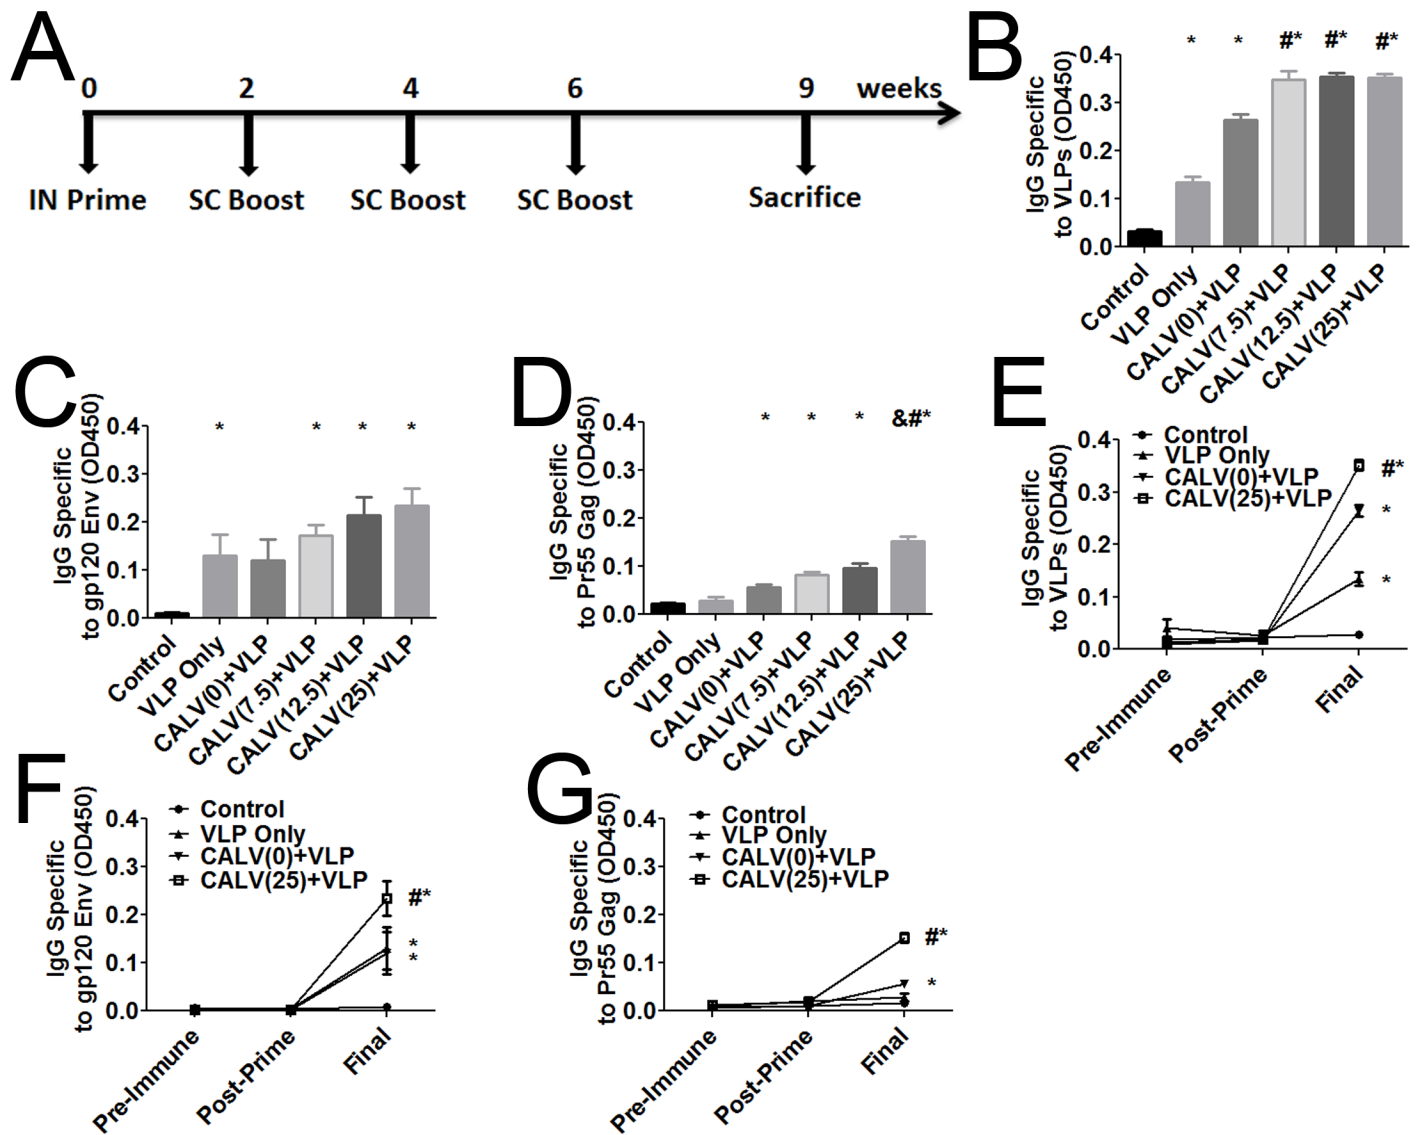 A
0 2 4 6 9 weeks
IN Prime SC Boost SC Boost SC Boost Sacrifice
B
IgG Specific
to VLPs (OD450)
0.4
0.3
0.2
0.1
0.0
* * #* #* #*
Control
VLP Only
CALV(0)+VLP
CALV(7.5)+VLP
CALV(12.5)+VLP
CALV(25)+VLP
C
IgG Specific
to gp120 Env (OD450)
0.4
0.3
0.2
0.1
0.0
* * * *
Control
VLP Only
CALV(0)+VLP
CALV(7.5)+VLP
CALV(12.5)+VLP
CALV(25)+VLP
D
IgG Specific
to Pr55 Gag (OD450)
0.4
0.3
0.2
0.1
0.0
* * * &#*
Control
VLP Only
CALV(0)+VLP
CALV(7.5)+VLP
CALV(12.5)+VLP
CALV(25)+VLP
E
IgG Specific
to VLPs (OD450)
0.4
0.3
0.2
0.1
0.0
Control
VLP Only
CALV(0)+VLP
CALV(25)+VLP
#*
*
*
Pre-Immune
Post-Prime
Final
F
IgG Specific
to gp120 Env (OD450)
0.4
0.3
0.2
0.1
0.0
Control
VLP Only
CALV(0)+VLP
CALV(25)+VLP
#*
*
*
Pre-Immune
Post-Prime
Final
G
IgG Specific
to Pr55 Gag (OD450)
0.4
0.3
0.2
0.1
0.0
Control
VLP Only
CALV(0)+VLP
CALV(25)+VLP
#*
*
Pre-Immune
Post-Prime
Final